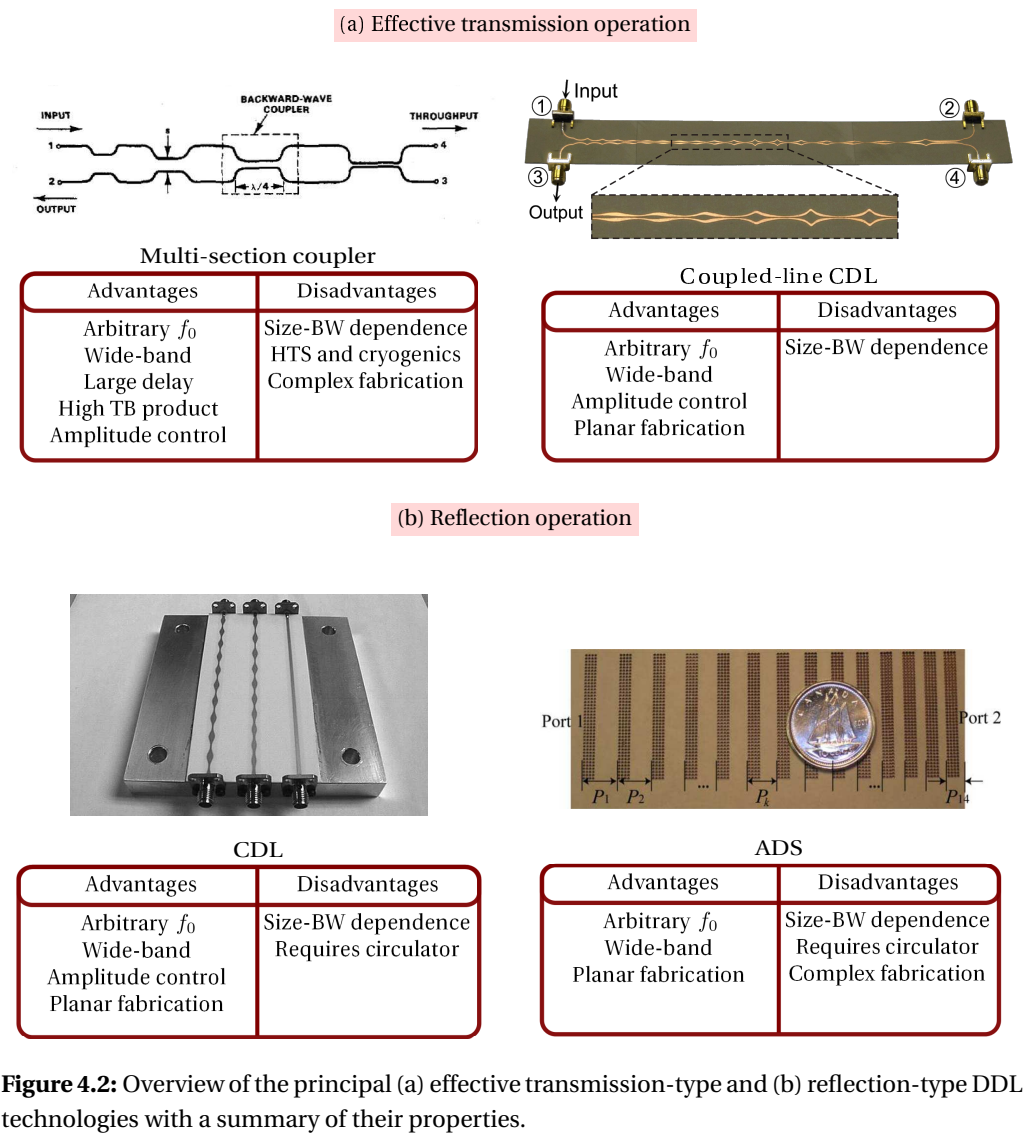 (a) Effective transmission operation
BACKWARD-WAVE
COUPLER
INPUT
THROUGHPUT
1
s
4
2
λ/4
3
OUTPUT
Input
1
2
3
4
Output
Multi-section coupler
Advantages Disadvantages
Arbitrary f0 Size-BW dependence
Wide-band HTS and cryogenics
Large delay Complex fabrication
High TB product
Amplitude control
Coupled-line CDL
Advantages Disadvantages
Arbitrary f0 Size-BW dependence
Wide-band
Amplitude control
Planar fabrication
(b) Reflection operation
CANADA
Port 1
Port 2
P1 P2 ... Pk ... P14
CDL
Advantages Disadvantages
Arbitrary f0 Size-BW dependence
Wide-band Requires circulator
Amplitude control
Planar fabrication
ADS
Advantages Disadvantages
Arbitrary f0 Size-BW dependence
Wide-band Requires circulator
Planar fabrication Complex fabrication
Figure 4.2: Overview of the principal (a) effective transmission-type and (b) reflection-type DDL
technologies with a summary of their properties.